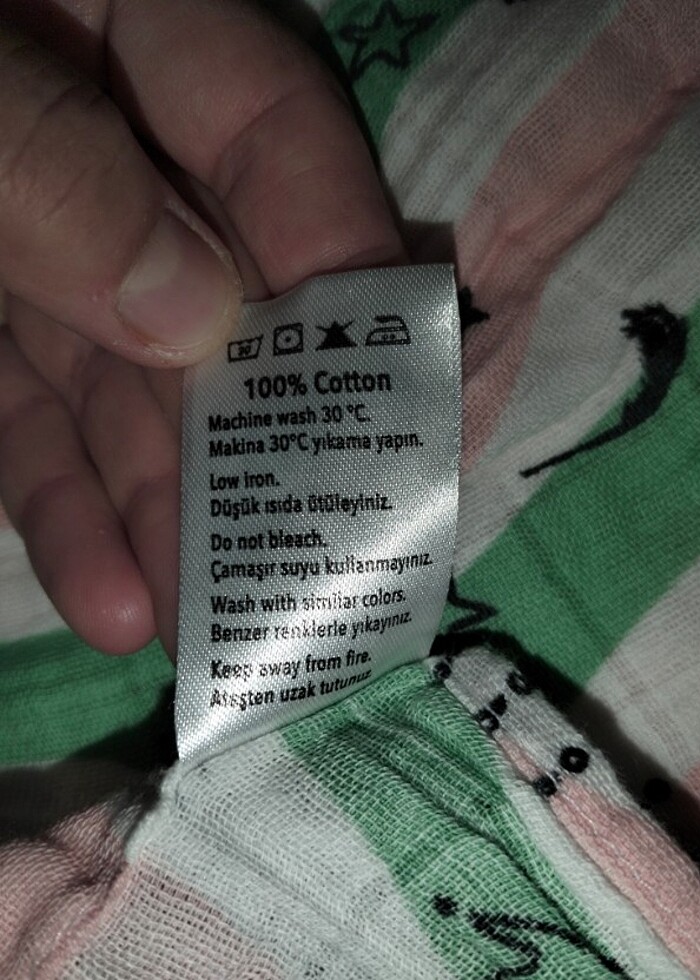 30
100% Cotton
Machine wash 30 °C.
Makina 30°C yıkama yapın.
Low iron.
Düşük ısıda ütüleyiniz.
Do not bleach.
Çamaşır suyu kullanmayınız.
Wash with similar colors.
Benzer renklerle yıkayınız.
Keep away from fire.
Ateşten uzak tutunuz.